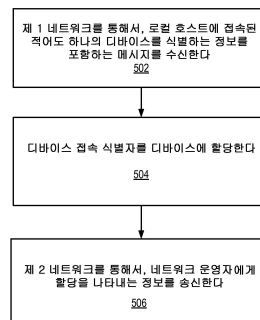 제 1 네트워크를 통해서, 로컬 호스트에 접속된
적어도 하나의 디바이스를 식별하는 정보를
포함하는 메시지를 수신한다
502
디바이스 접속 식별자를 디바이스에 할당한다
504
제 2 네트워크를 통해서, 네트워크 운영자에게
할당을 나타내는 정보를 송신한다
506